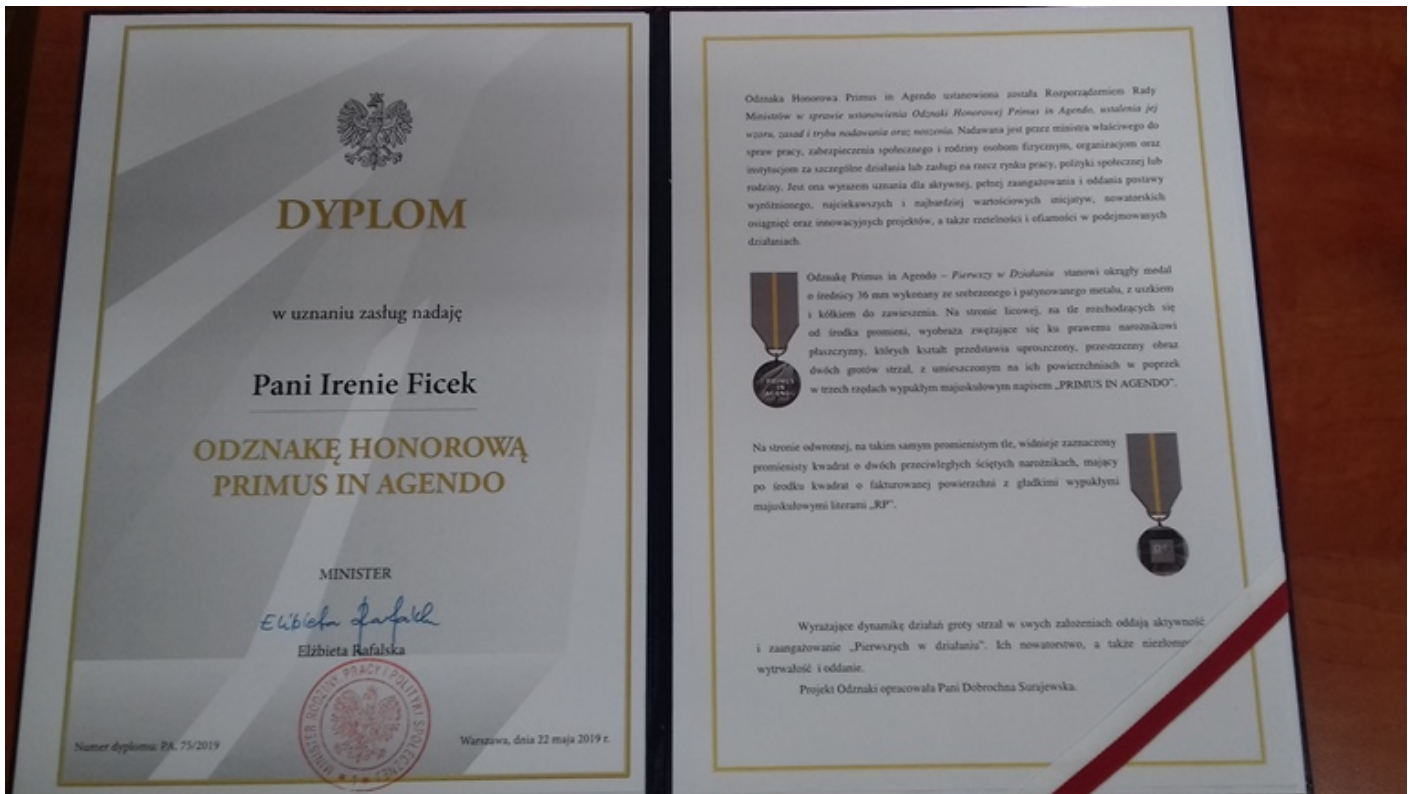 DYPLOM
w uznaniu zasług nadaję
Pani Irenie Ficek
ODZNAKĘ HONOROWĄ
PRIMUS IN AGENDO
MINISTER
Elżbieta Rafalska
Elżbieta Rafalska
MINISTER RODZINY, PRACY I POLITYKI SPOŁECZNEJ
Numer dyplomu: PA. 75/2019
Warszawa, dnia 22 maja 2019 r.
Odznaka Honorowa Primus in Agendo ustanowiona została Rozporządzeniem Rady
Ministrów w sprawie ustanowienia Odznaki Honorowej Primus in Agendo, ustalenia jej
wzoru, zasad i trybu nadawania oraz noszenia. Nadawana jest przez ministra właściwego do
spraw pracy, zabezpieczenia społecznego i rodziny osobom fizycznym, organizacjom oraz
instytucjom za szczególne działania lub zasługi na rzecz rynku pracy, polityki społecznej lub
rodziny. Jest ona wyrazem uznania dla aktywnej, pełnej zaangażowania i oddania postawy
wyróżnionego, najciekawszych i najbardziej wartościowych inicjatyw, nowatorskich
osiągnięć oraz innowacyjnych projektów, a także rzetelności i ofiarności w podejmowanych
działaniach.
Odznakę Primus in Agendo – Pierwszy w Działaniu stanowi okrągły medal
o średnicy 36 mm wykonany ze srebrzonego i patynowanego metalu, z uszkiem
i kółkiem do zawieszenia. Na stronie licowej, na tle rozchodzących się
od środka promieni, wyobraża zwężające się ku prawemu narożnikowi
płaszczyzny, których kształt przedstawia uproszczony, przestrzenny obraz
dwóch grotów strzał, z umieszczonym na ich powierzchniach w poprzek
w trzech rzędach wypukłym majuskułowym napisem „PRIMUS IN AGENDO”.
PRIMUS
IN
AGENDO
Na stronie odwrotnej, na takim samym promienistym tle, widnieje zaznaczony
promienisty kwadrat o dwóch przeciwległych ściętych narożnikach, mający
po środku kwadrat o fakturowanej powierzchni z gładkimi wypukłymi
majuskułowymi literami „RP”.
Wyrażające dynamikę działań groty strzał w swych założeniach oddają aktywność
i zaangażowanie „Pierwszych w działaniu”. Ich nowatorstwo, a także
wytrwałość i oddanie.
Projekt Odznaki opracowała Pani Dobrochna Surajewska.